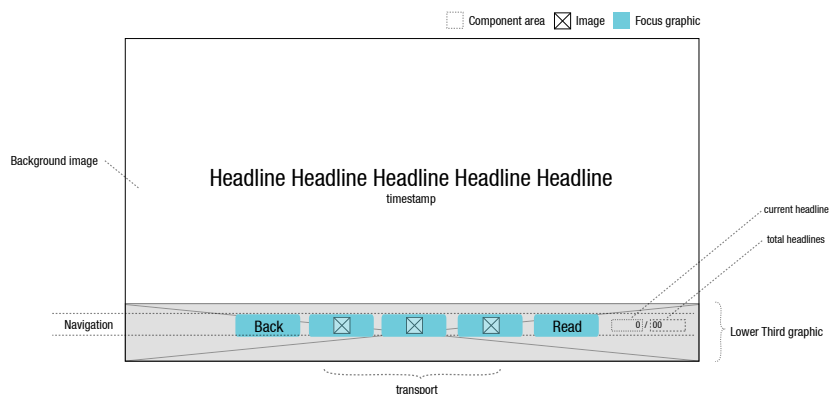 Component area Image Focus graphic
Background image
Headline Headline Headline Headline Headline
timestamp
current headline
total headlines
Navigation
Back
Read
0 / 00
Lower Third graphic
transport